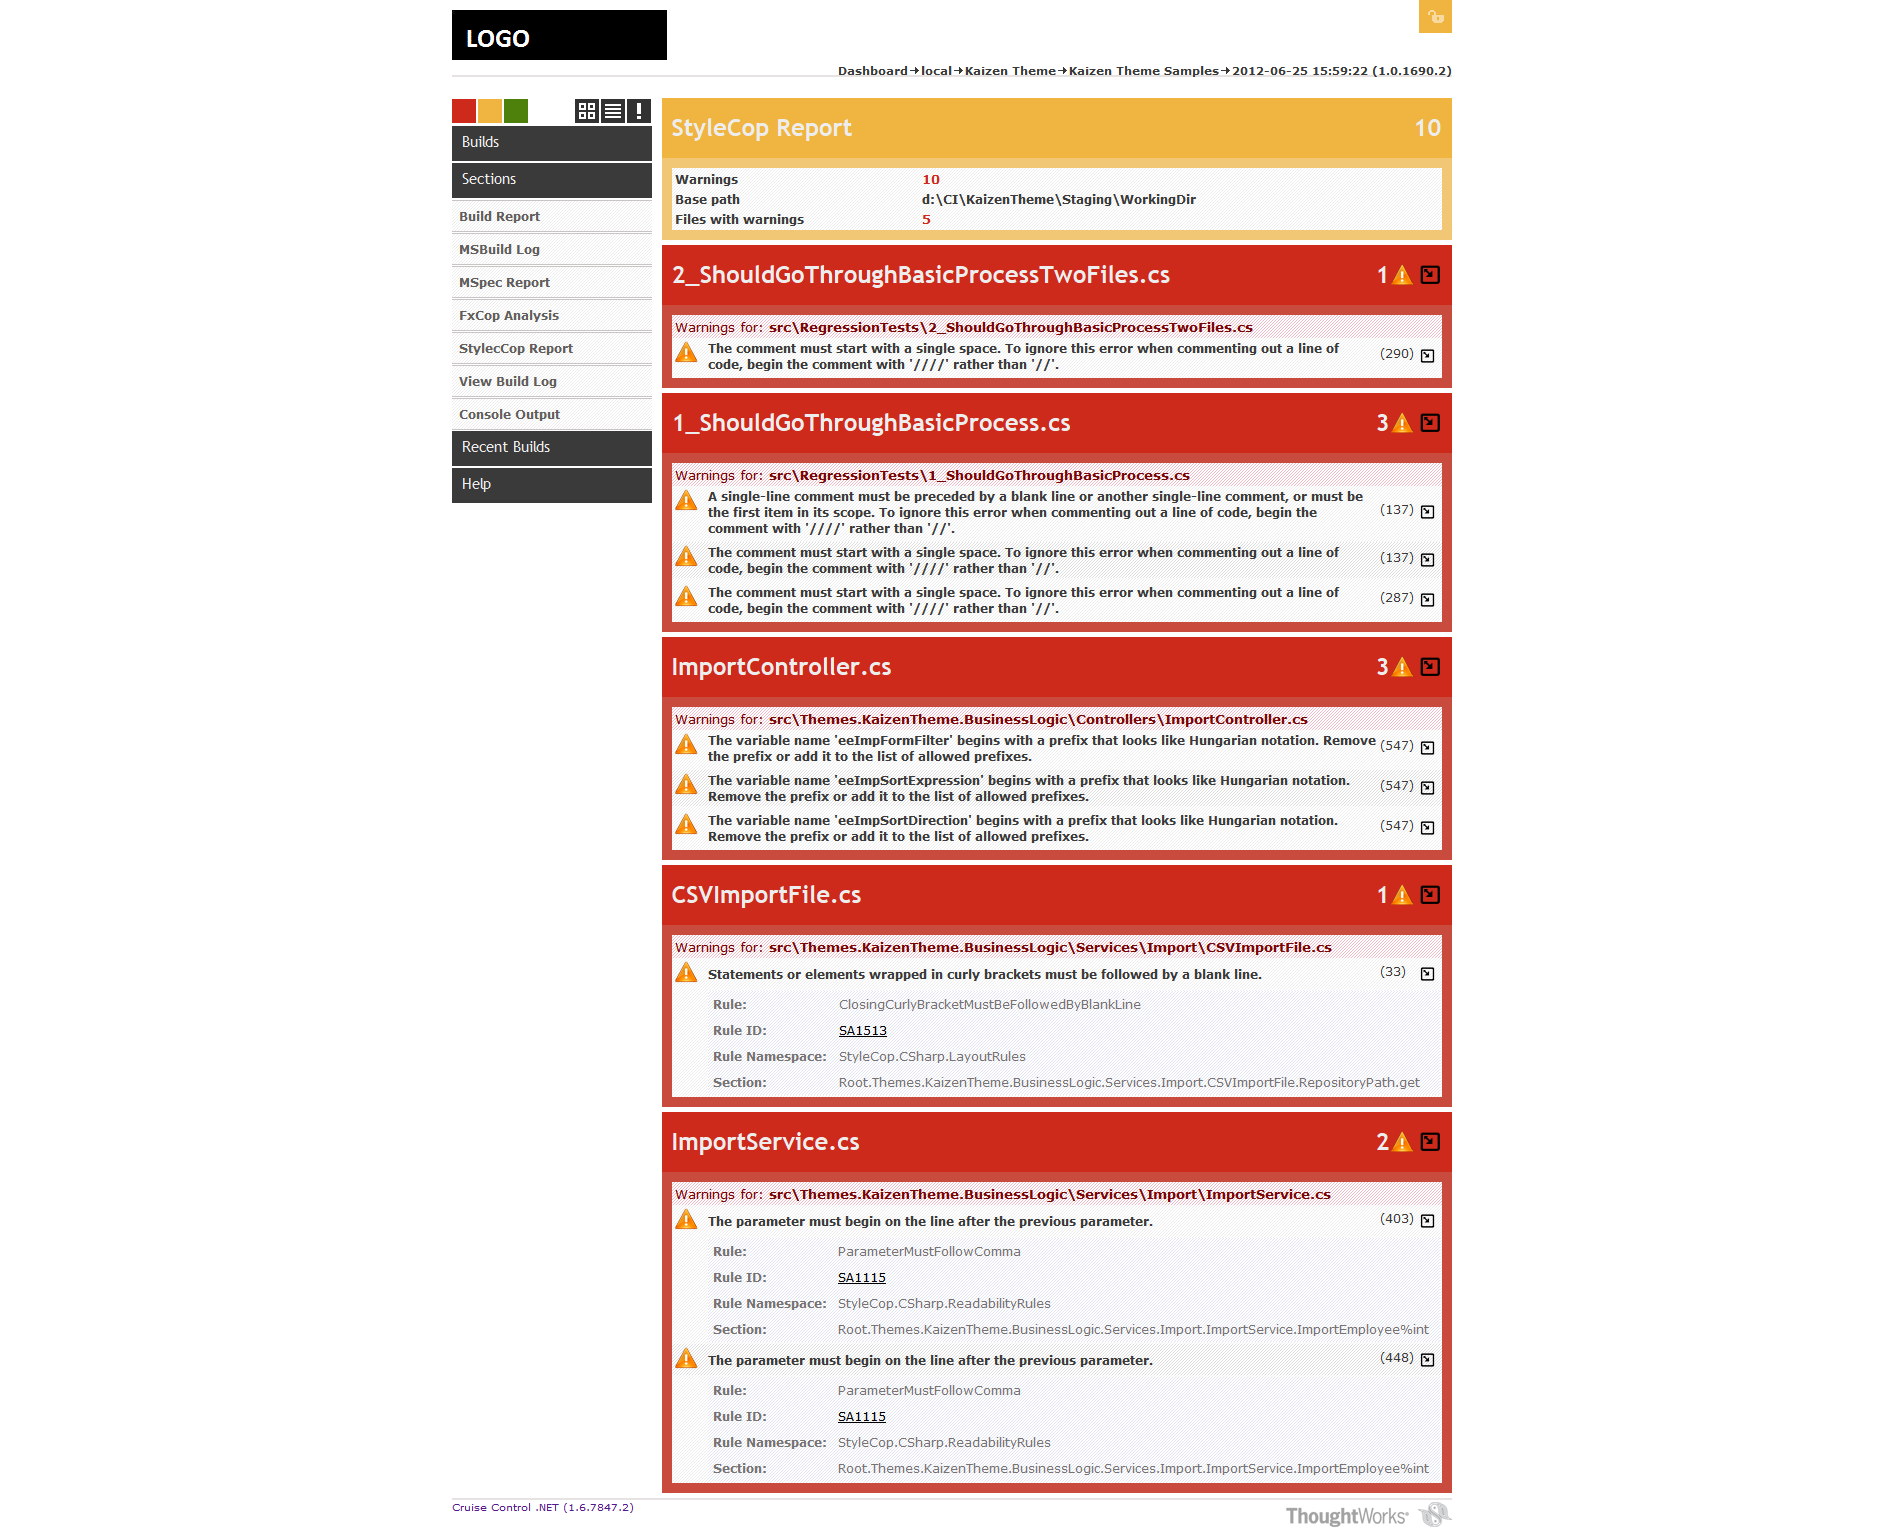 LOGO
Dashboard→local→Kaizen Theme→Kaizen Theme Samples→2012-06-25 15:59:22 (1.0.1690.2)
Builds
Sections
Build Report
MSBuild Log
MSpec Report
FxCop Analysis
StylecCop Report
View Build Log
Console Output
Recent Builds
Help
StyleCop Report 10
Warnings 10
Base path d:\CI\KaizenTheme\Staging\WorkingDir
Files with warnings 5
2_ShouldGoThroughBasicProcessTwoFiles.cs 1
Warnings for: src\RegressionTests\2_ShouldGoThroughBasicProcessTwoFiles.cs
The comment must start with a single space. To ignore this error when commenting out a line of (290)
code, begin the comment with '////' rather than '//'.
1_ShouldGoThroughBasicProcess.cs 3
Warnings for: src\RegressionTests\1_ShouldGoThroughBasicProcess.cs
A single-line comment must be preceded by a blank line or another single-line comment, or must be
the first item in its scope. To ignore this error when commenting out a line of code, begin the (137)
comment with '////' rather than '//'.
The comment must start with a single space. To ignore this error when commenting out a line of (137)
code, begin the comment with '////' rather than '//'.
The comment must start with a single space. To ignore this error when commenting out a line of (287)
code, begin the comment with '////' rather than '//'.
ImportController.cs 3
Warnings for: src\Themes.KaizenTheme.BusinessLogic\Controllers\ImportController.cs
The variable name 'eeImpFormFilter' begins with a prefix that looks like Hungarian notation. Remove (547)
the prefix or add it to the list of allowed prefixes.
The variable name 'eeImpSortExpression' begins with a prefix that looks like Hungarian notation. (547)
Remove the prefix or add it to the list of allowed prefixes.
The variable name 'eeImpSortDirection' begins with a prefix that looks like Hungarian notation. (547)
Remove the prefix or add it to the list of allowed prefixes.
CSVImportFile.cs 1
Warnings for: src\Themes.KaizenTheme.BusinessLogic\Services\Import\CSVImportFile.cs
Statements or elements wrapped in curly brackets must be followed by a blank line. (33)
Rule: ClosingCurlyBracketMustBeFollowedByBlankLine
Rule ID: SA1513
Rule Namespace: StyleCop.CSharp.LayoutRules
Section: Root.Themes.KaizenTheme.BusinessLogic.Services.Import.CSVImportFile.RepositoryPath.get
ImportService.cs 2
Warnings for: src\Themes.KaizenTheme.BusinessLogic\Services\Import\ImportService.cs
The parameter must begin on the line after the previous parameter. (403)
Rule: ParameterMustFollowComma
Rule ID: SA1115
Rule Namespace: StyleCop.CSharp.ReadabilityRules
Section: Root.Themes.KaizenTheme.BusinessLogic.Services.Import.ImportService.ImportEmployee%int
The parameter must begin on the line after the previous parameter. (448)
Rule: ParameterMustFollowComma
Rule ID: SA1115
Rule Namespace: StyleCop.CSharp.ReadabilityRules
Section: Root.Themes.KaizenTheme.BusinessLogic.Services.Import.ImportService.ImportEmployee%int
Cruise Control .NET (1.6.7847.2)
ThoughtWorks